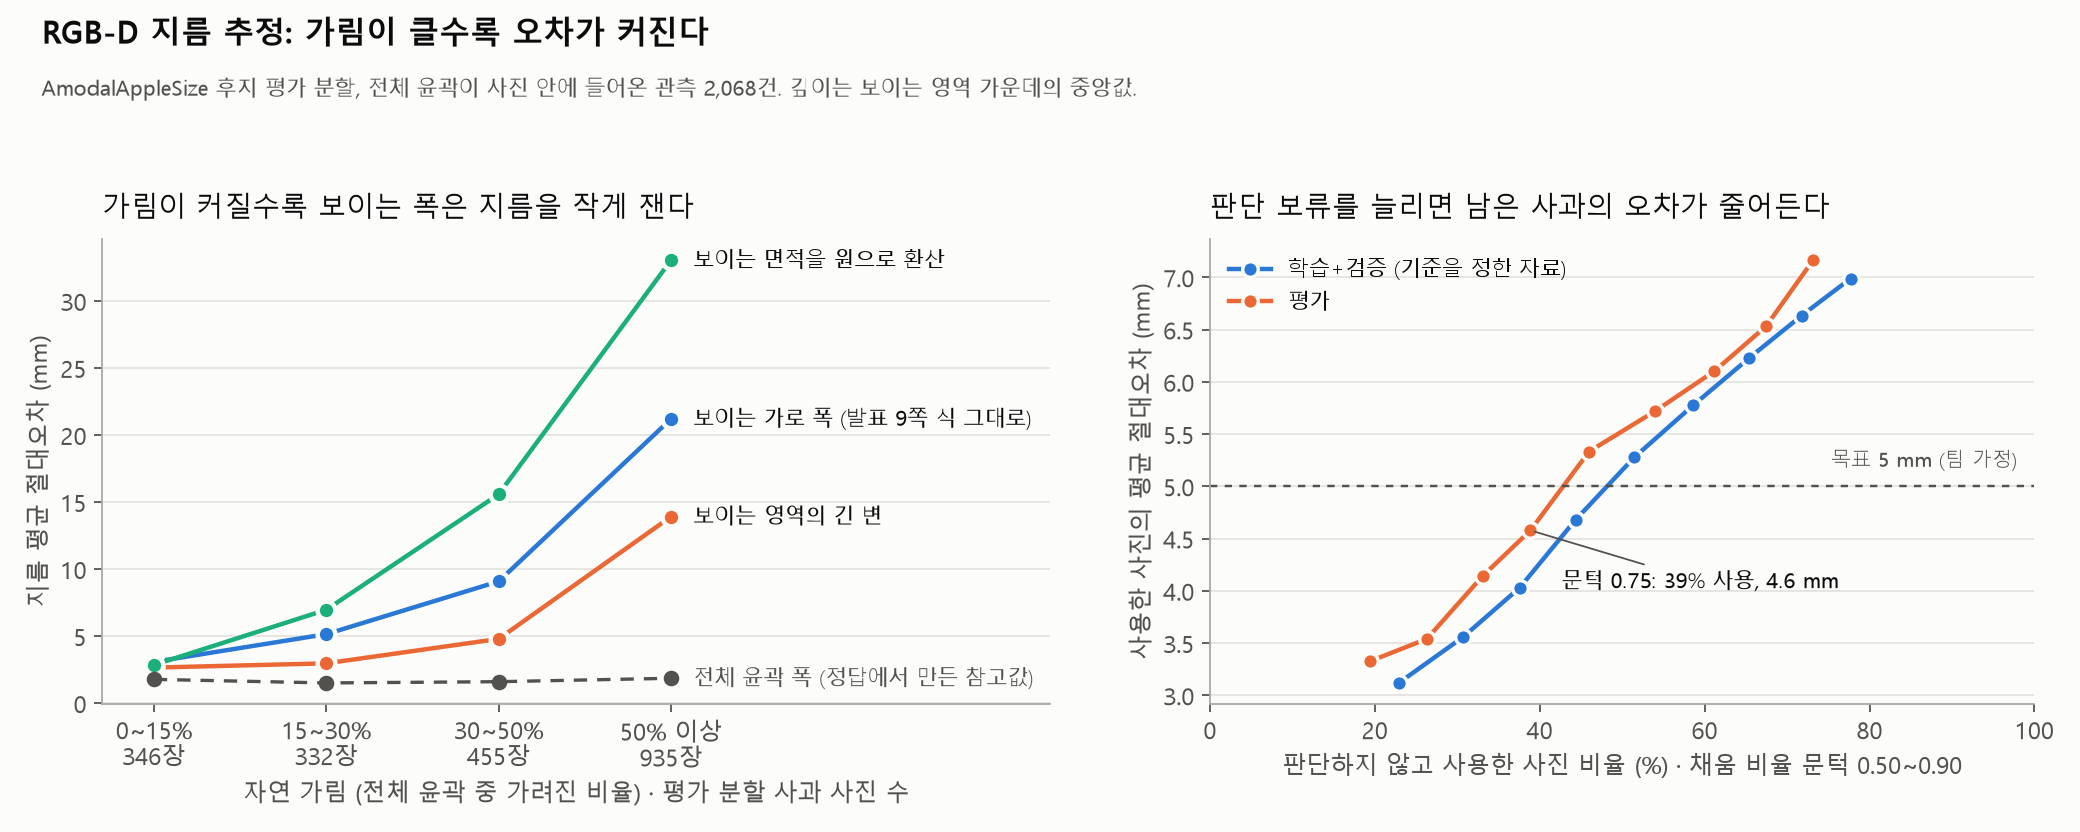 RGB-D 지름 추정: 가림이 클수록 오차가 커진다
AmodalAppleSize 후지 평가 분할, 전체 윤곽이 사진 안에 들어온 관측 2,068건. 깊이는 보이는 영역 가운데의 중앙값.
가림이 커질수록 보이는 폭은 지름을 작게 잰다
지름 평균 절대오차 (mm)
30
25
20
15
10
5
0
보이는 면적을 원으로 환산
보이는 가로 폭 (발표 9쪽 식 그대로)
보이는 영역의 긴 변
전체 윤곽 폭 (정답에서 만든 참고값)
0~15% 15~30% 30~50% 50% 이상
346장 332장 455장 935장
자연 가림 (전체 윤곽 중 가려진 비율) · 평가 분할 사과 사진 수
판단 보류를 늘리면 남은 사과의 오차가 줄어든다
사용한 사진의 평균 절대오차 (mm)
학습+검증 (기준을 정한 자료)
평가
7.0
6.5
6.0
5.5
5.0
4.5
4.0
3.5
3.0
목표 5 mm (팀 가정)
문턱 0.75: 39% 사용, 4.6 mm
0 20 40 60 80 100
판단하지 않고 사용한 사진 비율 (%) · 채움 비율 문턱 0.50~0.90